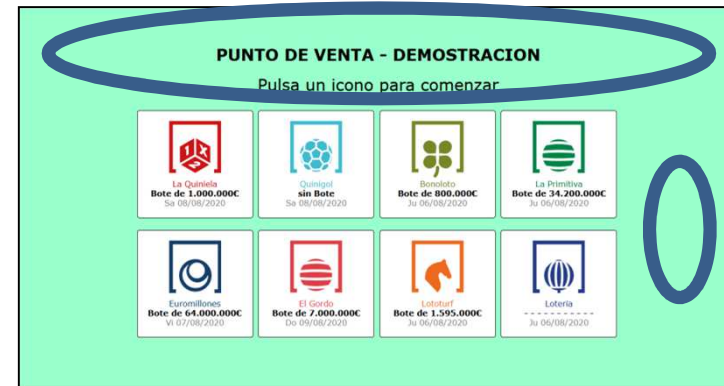 PUNTO DE VENTA - DEMOSTRACION
Pulsa un icono para comenzar
1 X 2
La Quiniela
Bote de 1.000.000€
Sa 08/08/2020
Quinigol
sin Bote
Sa 08/08/2020
Bonoloto
Bote de 800.000€
Ju 06/08/2020
La Primitiva
Bote de 34.200.000€
Ju 06/08/2020
Euromillones
Bote de 64.000.000€
Vi 07/08/2020
El Gordo
Bote de 7.000.000€
Do 09/08/2020
Lototurf
Bote de 1.595.000€
Ju 06/08/2020
Loteria
- - - - - - - - - - - -
Ju 06/08/2020